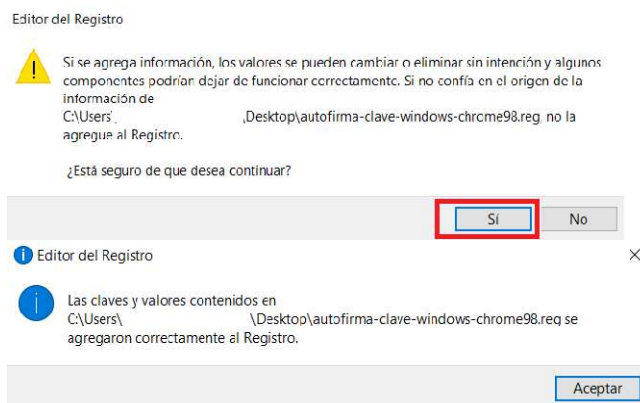 Editor del Registro
Si se agrega información, los valores se pueden cambiar o eliminar sin intención y algunos
componentes podrían dejar de funcionar correctamente. Si no confía en el origen de la
información de
C:\Users\ \Desktop\autofirma-clave-windows-chrome98.reg, no la
agregue al Registro.
¿Está seguro de que desea continuar?
Sí No
Editor del Registro
Las claves y valores contenidos en
C:\Users\ \Desktop\autofirma-clave-windows-chrome98.reg se
agregaron correctamente al Registro.
Aceptar